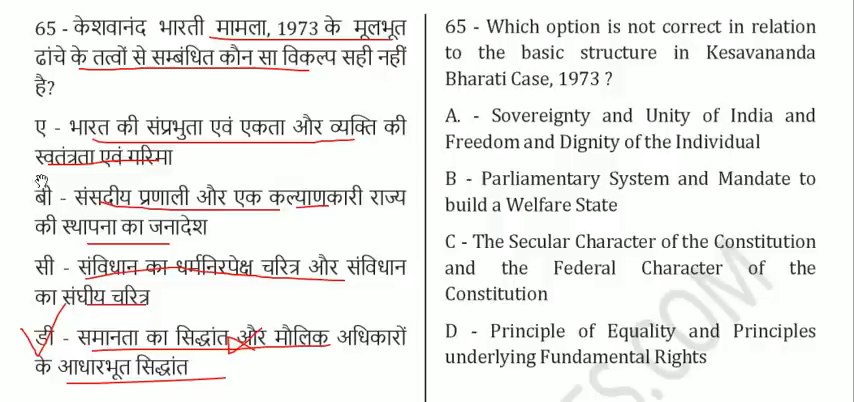 65 - केशवानंद भारती मामला, 1973 के मूलभूत
ढांचे के तत्वों से सम्बंधित कौन सा विकल्प सही नहीं
है?
ए - भारत की संप्रभुता एवं एकता और व्यक्ति की
स्वतंत्रता एवं गरिमा
बी - संसदीय प्रणाली और एक कल्याणकारी राज्य
की स्थापना का जनादेश
सी - संविधान का धर्मनिरपेक्ष चरित्र और संविधान
का संघीय चरित्र
डी - समानता का सिद्धांत और मौलिक अधिकारों
के आधारभूत सिद्धांत
65 - Which option is not correct in relation
to the basic structure in Kesavananda
Bharati Case, 1973 ?
A. - Sovereignty and Unity of India and
Freedom and Dignity of the Individual
B - Parliamentary System and Mandate to
build a Welfare State
C - The Secular Character of the Constitution
and the Federal Character of the
Constitution
D - Principle of Equality and Principles
underlying Fundamental Rights